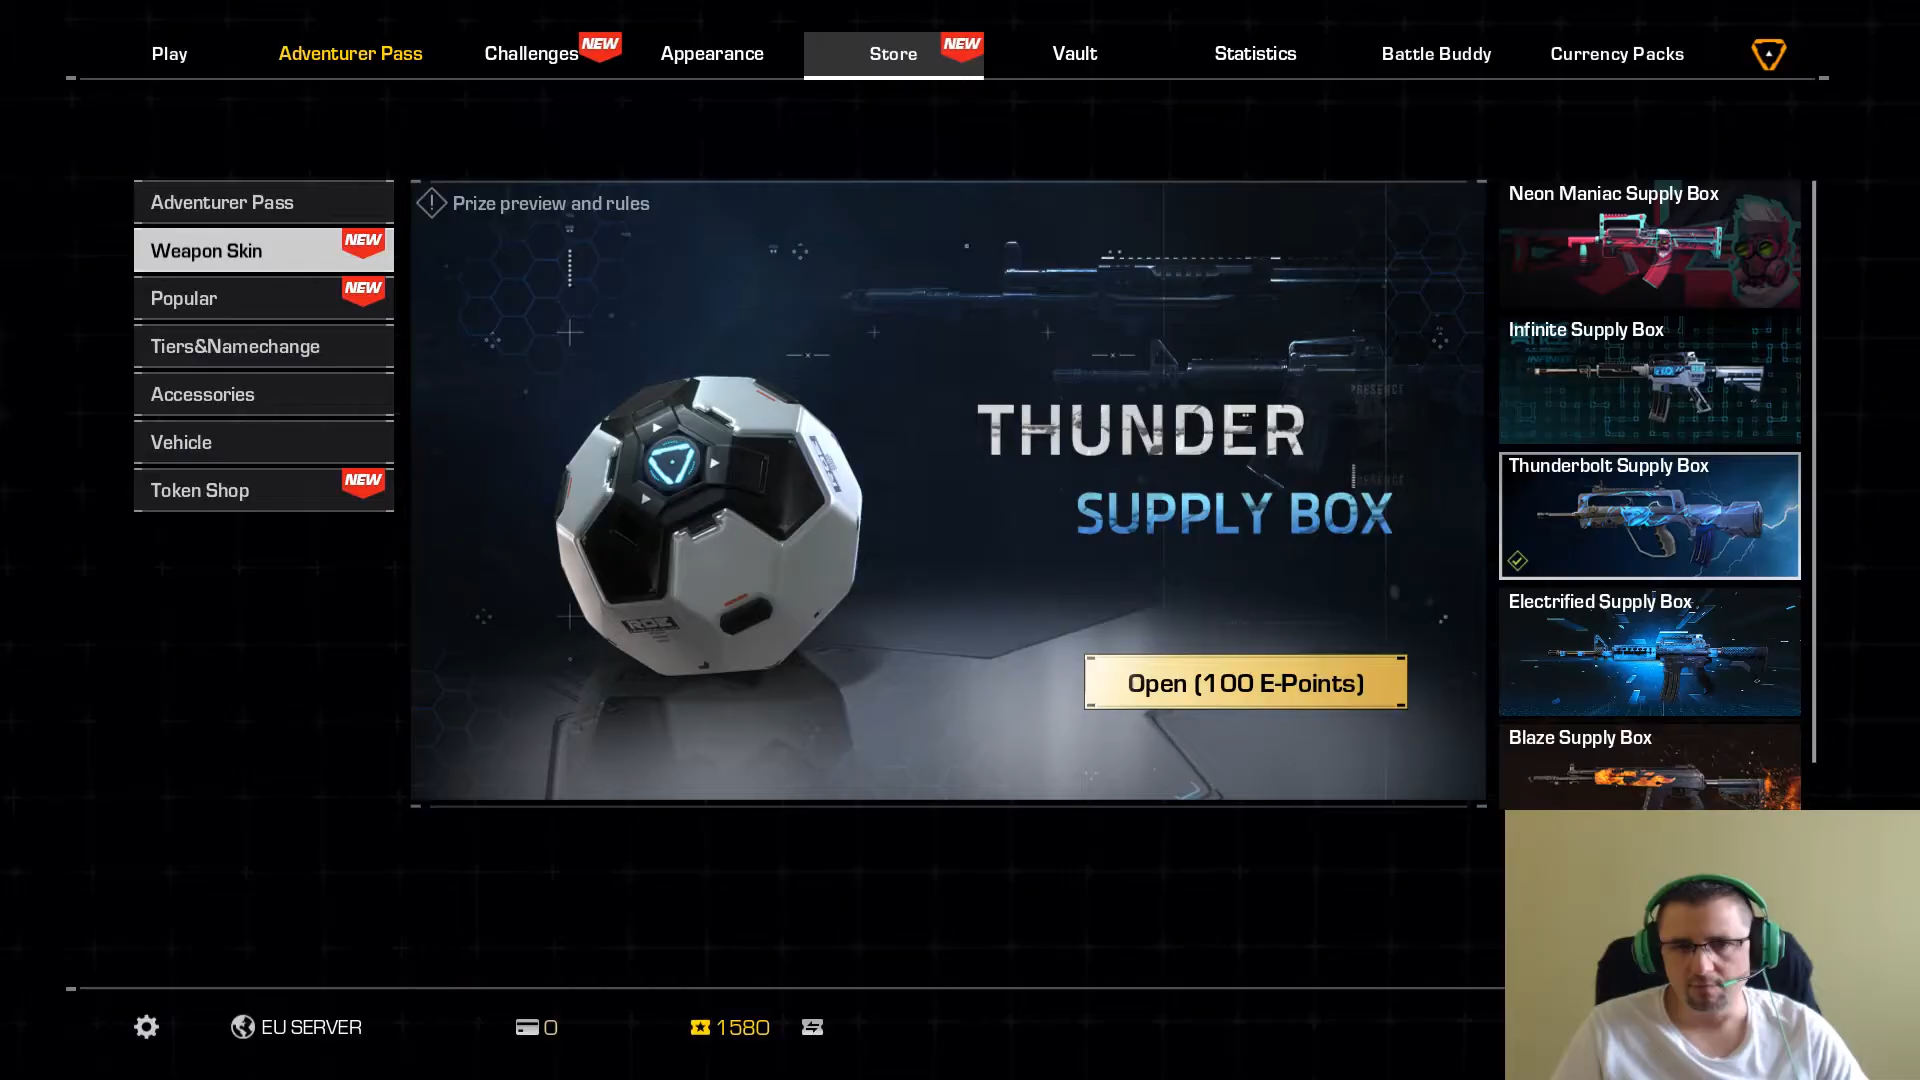 Play
Adventurer Pass
Challenges
NEW
Appearance
Store
NEW
Vault
Statistics
Battle Buddy
Currency Packs
Adventurer Pass
Weapon Skin
NEW
Popular
NEW
Tiers&Namechange
Accessories
Vehicle
Token Shop
NEW
Prize preview and rules
THUNDER
SUPPLY BOX
Open (100 E-Points)
Neon Maniac Supply Box
Infinite Supply Box
Thunderbolt Supply Box
Electrified Supply Box
Blaze Supply Box
EU SERVER
0
1580